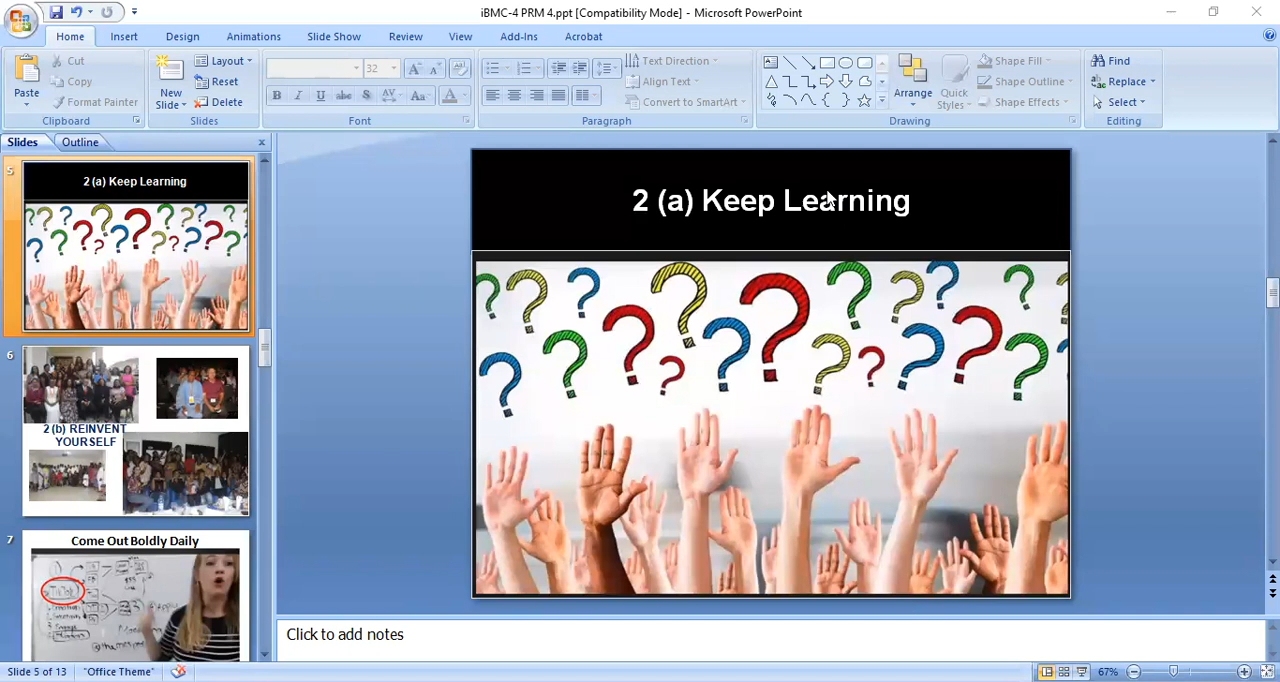 iBMC-4 PRM 4.ppt [Compatibility Mode] - Microsoft PowerPoint
Home Insert Design Animations Slide Show Review View Add-Ins Acrobat
Paste
Cut
Copy
Format Painter
Clipboard
New Slide
Layout
Reset
Delete
Slides
32
B I U abc S AV Aa A
Font
Text Direction
Align Text
Convert to SmartArt
Paragraph
Arrange
Quick Styles
Shape Fill
Shape Outline
Shape Effects
Drawing
Find
Replace
Select
Editing
Slides Outline
5
2 (a) Keep Learning
6
2 (b) REINVENT
YOURSELF
7
Come Out Boldly Daily
2 (a) Keep Learning
Click to add notes
Slide 5 of 13 "Office Theme" 67%